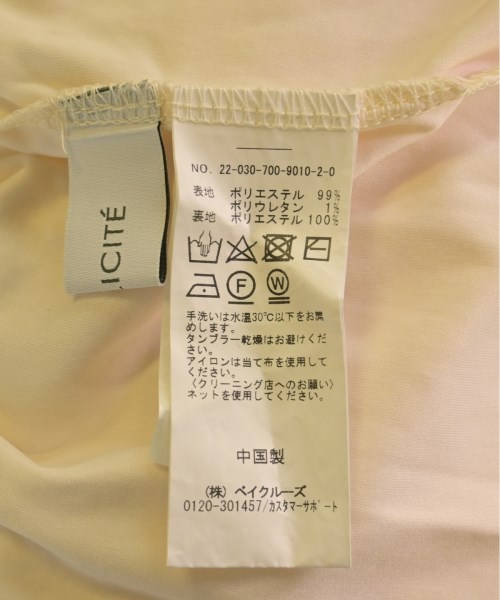 ICITÉ
NO. 22-030-700-9010-2-0
表地 ポリエステル 99%
ポリウレタン 1%
裏地 ポリエステル 100%
F W
手洗いは水温30℃以下をお薦
めします。
タンブラー乾燥はお避けくだ
さい。
アイロンは当て布を使用して
ください。
〈クリーニング店へのお願い〉
ネットを使用してください。
中国製
(株) ベイクルーズ
0120-301457/カスタマーサポート